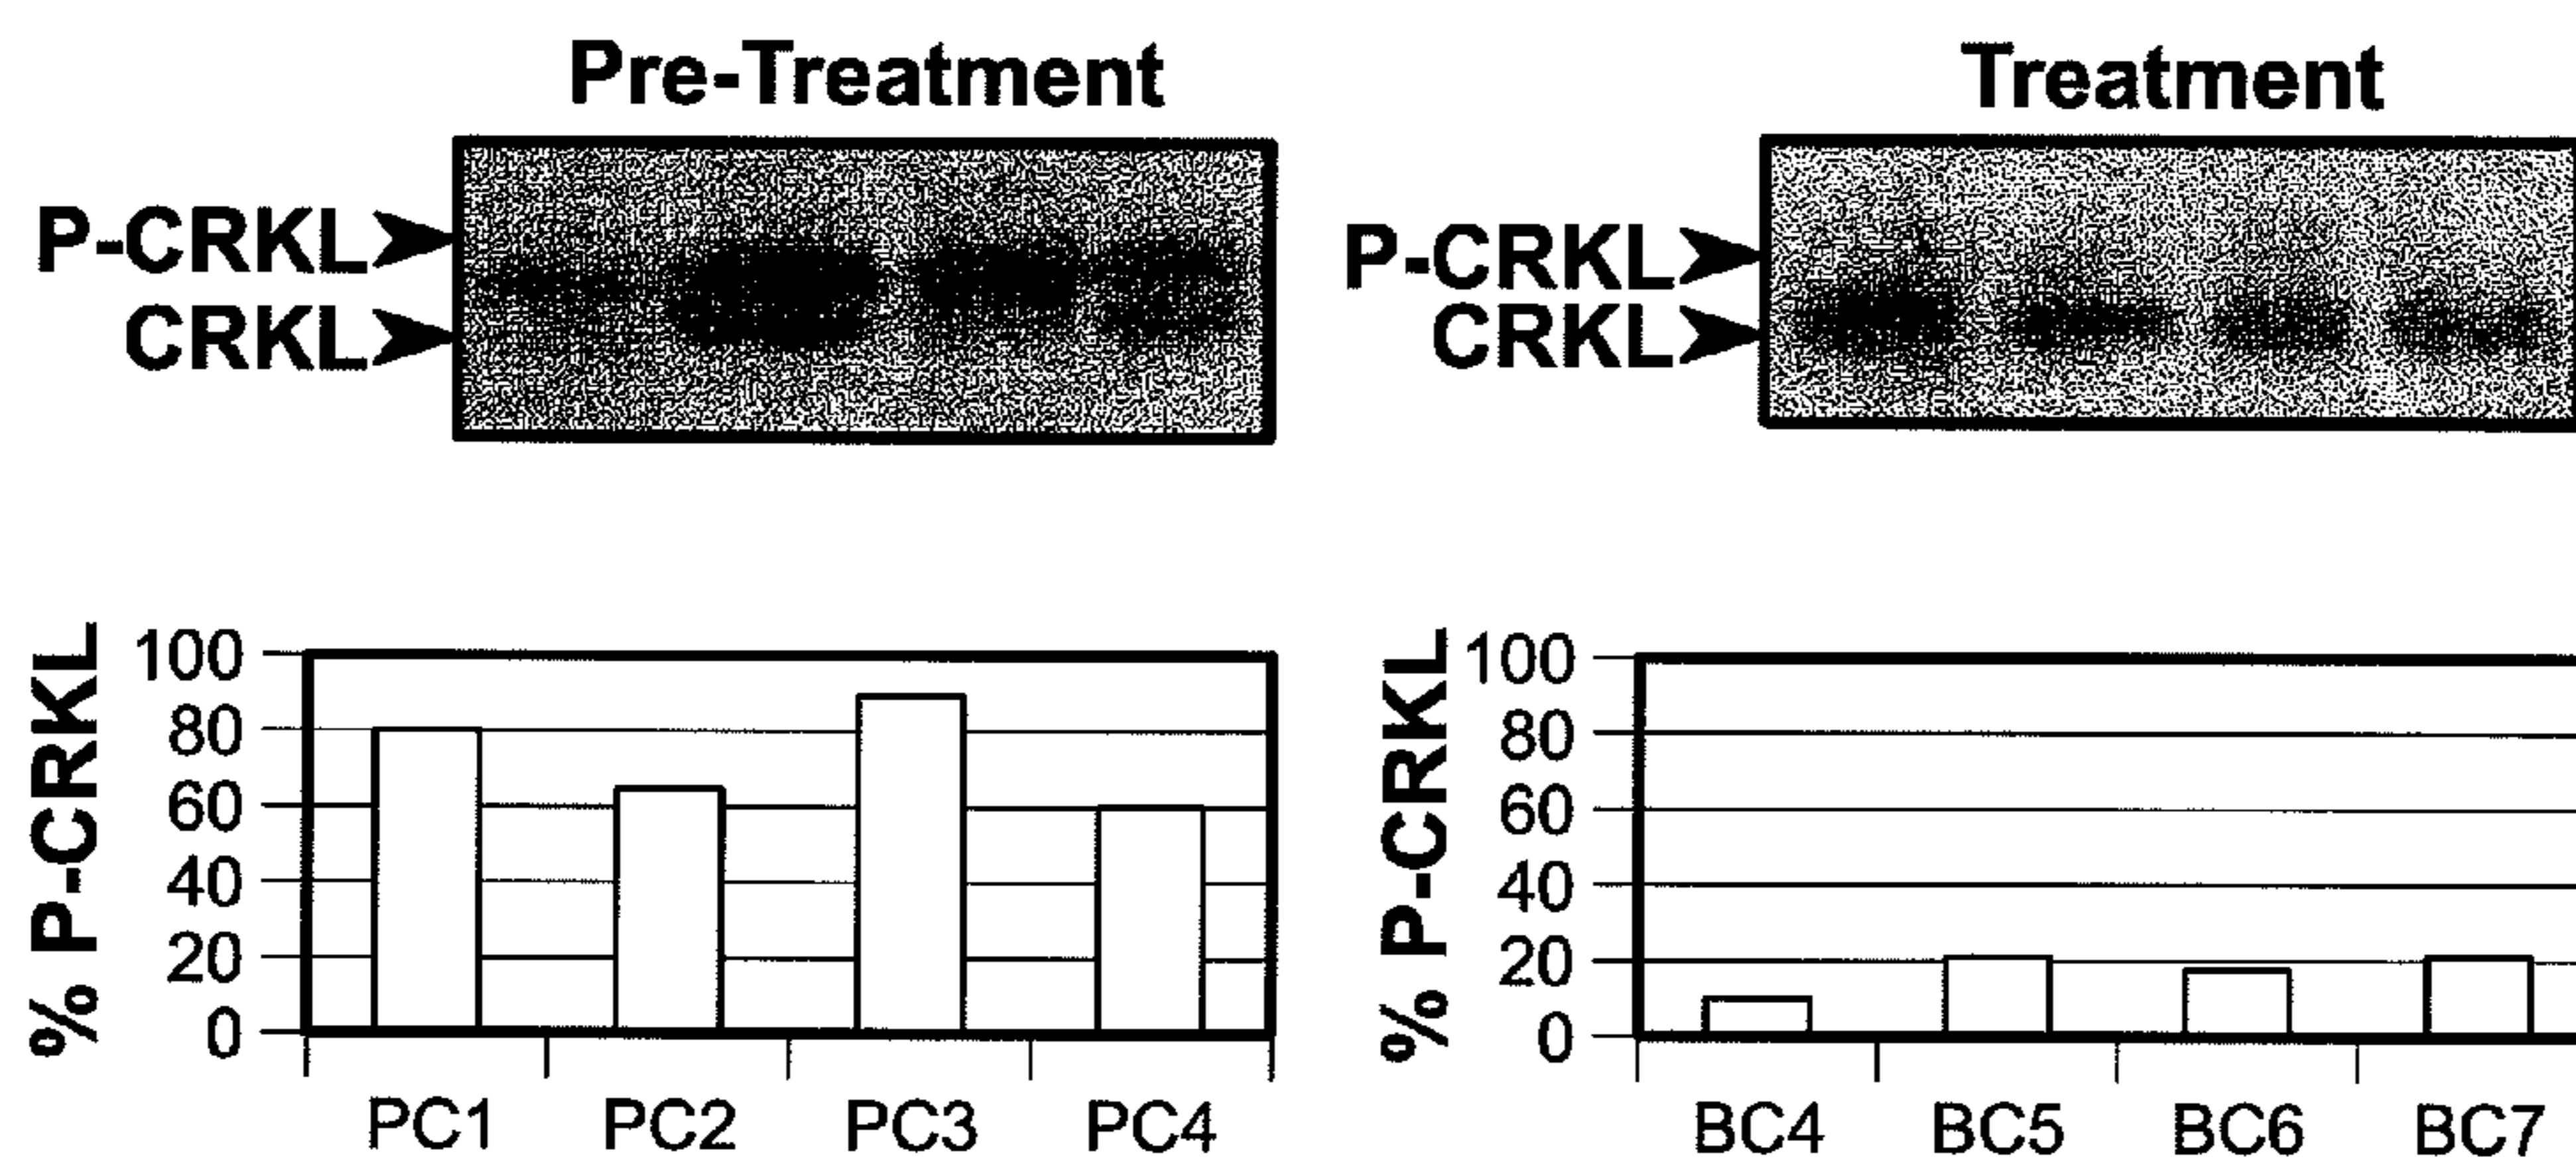 Pre-Treatment
P-CRKL
CRKL
% P-CRKL
100
80
60
40
20
0
PC1 PC2 PC3 PC4
Treatment
P-CRKL
CRKL
% P-CRKL
100
80
60
40
20
0
BC4 BC5 BC6 BC7